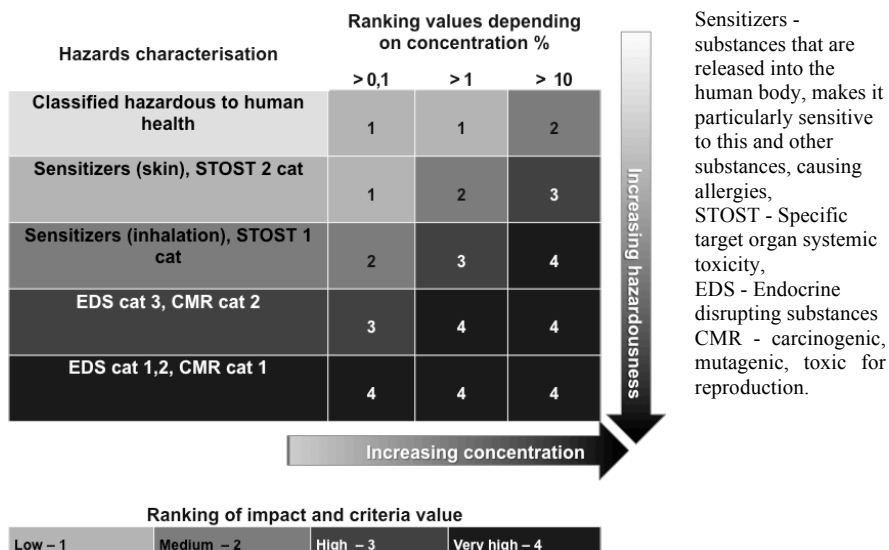 Ranking values depending
on concentration %
Hazards characterisation
> 0,1 > 1 > 10
Classified hazardous to human
health
1 1 2
Sensitizers (skin), STOST 2 cat
1 2 3
Sensitizers (inhalation), STOST 1
cat
2 3 4
EDS cat 3, CMR cat 2
3 4 4
EDS cat 1,2, CMR cat 1
4 4 4
Increasing hazardousness
Increasing concentration
Ranking of impact and criteria value
Low – 1 Medium – 2 High – 3 Very high – 4
Sensitizers -
substances that are
released into the
human body, makes it
particularly sensitive
to this and other
substances, causing
allergies,
STOST - Specific
target organ systemic
toxicity,
EDS - Endocrine
disrupting substances
CMR - carcinogenic,
mutagenic, toxic for
reproduction.